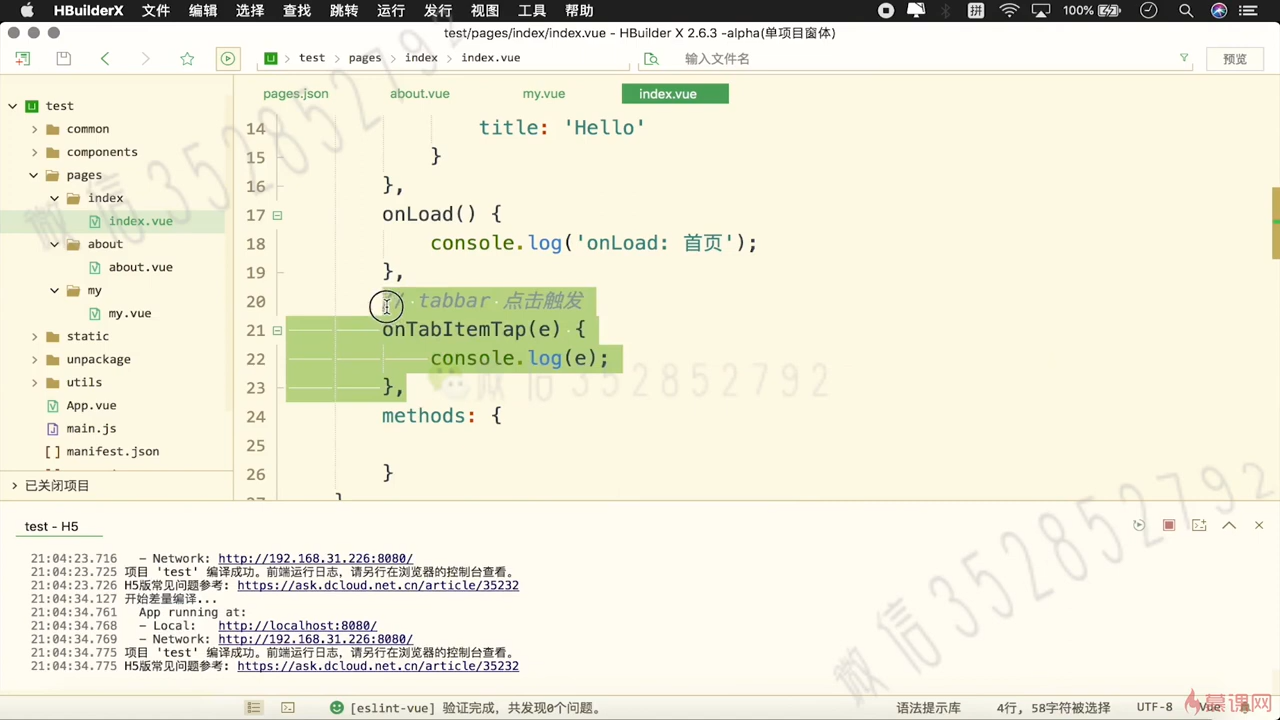 HBuilderX 文件 编辑 选择 查找 跳转 运行 发行 视图 工具 帮助 拼 100%
test/pages/index/index.vue - HBuilder X 2.6.3 -alpha(单项目窗体)
test pages index index.vue 输入文件名 预览
pages.json about.vue my.vue index.vue
test
common
components
pages
index
index.vue
about
about.vue
my
my.vue
static
unpackage
utils
App.vue
main.js
manifest.json
已关闭项目
14 title: 'Hello'
15 }
16 },
17 onLoad() {
18 console.log('onLoad: 首页');
19 },
20 // tabbar 点击触发
21 onTabItemTap(e) {
22 console.log(e);
23 },
24 methods: {
25
26 }
27 }
test - H5
21:04:23.716 - Network: http://192.168.31.226:8080/
21:04:23.725 项目 'test' 编译成功。前端运行日志，请另行在浏览器的控制台查看。
21:04:23.726 H5版常见问题参考: https://ask.dcloud.net.cn/article/35232
21:04:34.127 开始差量编译...
21:04:34.761 App running at:
21:04:34.768 - Local: http://localhost:8080/
21:04:34.769 - Network: http://192.168.31.226:8080/
21:04:34.775 项目 'test' 编译成功。前端运行日志，请另行在浏览器的控制台查看。
21:04:34.775 H5版常见问题参考: https://ask.dcloud.net.cn/article/35232
[eslint-vue] 验证完成，共发现0个问题。 语法提示库 4行, 58字符被选择 UTF-8 Vue
微信 352852792
微信 352852792
微信 352852792
慕课网